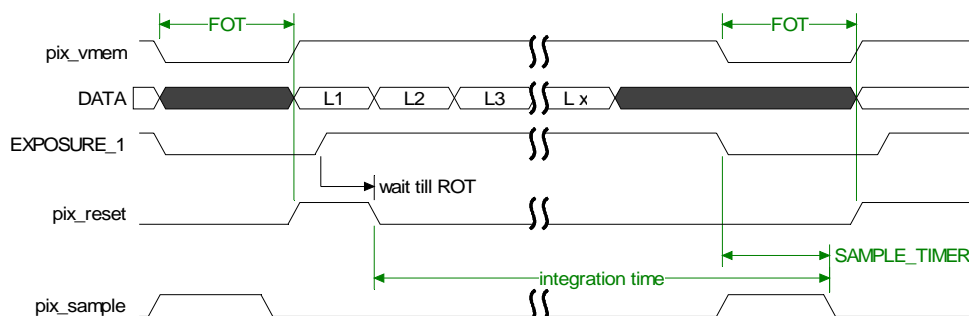 FOT FOT
pix_vmem
DATA L1 L2 L3 L x
EXPOSURE_1
wait till ROT
pix_reset
SAMPLE_TIMER
integration time
pix_sample